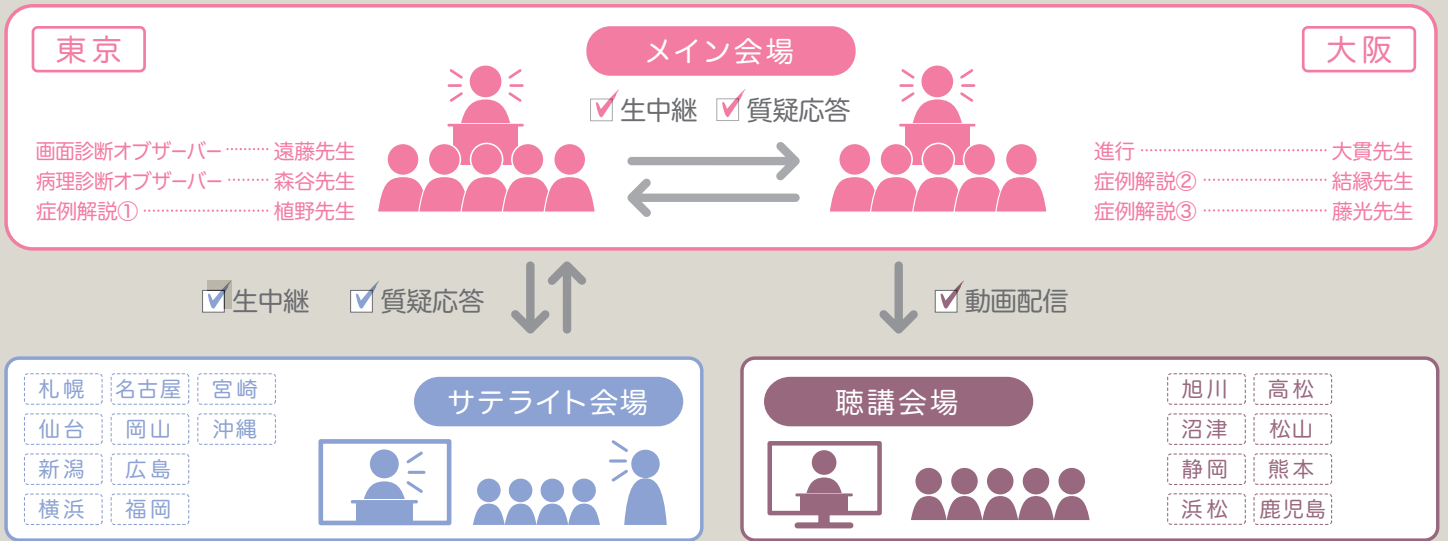 東京
メイン会場
大阪
生中継 質疑応答
画面診断オブザーバー ⋯⋯⋯ 遠藤先生
病理診断オブザーバー ⋯⋯⋯ 森谷先生
症例解説① ⋯⋯⋯ 植野先生
進行 ⋯⋯⋯ 大貫先生
症例解説② ⋯⋯⋯ 結縁先生
症例解説③ ⋯⋯⋯ 藤光先生
生中継 質疑応答
動画配信
サテライト会場
札幌 名古屋 宮崎
仙台 岡山 沖縄
新潟 広島
横浜 福岡
聴講会場
旭川 高松
沼津 松山
静岡 熊本
浜松 鹿児島